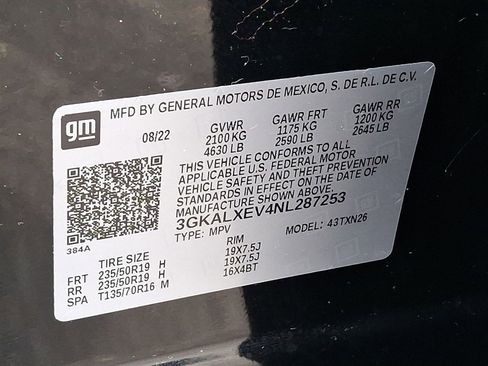 gm
MFD BY GENERAL MOTORS DE MEXICO, S. DE R.L. DE C.V.
08/22 GVWR GAWR FRT GAWR RR
2100 KG 1175 KG 1200 KG
4630 LB 2590 LB 2645 LB
THIS VEHICLE CONFORMS TO ALL
APPLICABLE U.S. FEDERAL MOTOR
VEHICLE SAFETY AND THEFT PREVENTION
STANDARDS IN EFFECT ON THE DATE OF
MANUFACTURE SHOWN ABOVE.
3GKALXEV4NL287253
384A TYPE: MPV MODEL: 43TXN26
TIRE SIZE RIM
FRT 235/50R19 H 19X7.5J
RR 235/50R19 H 19X7.5J
SPA T135/70R16 M 16X4BT